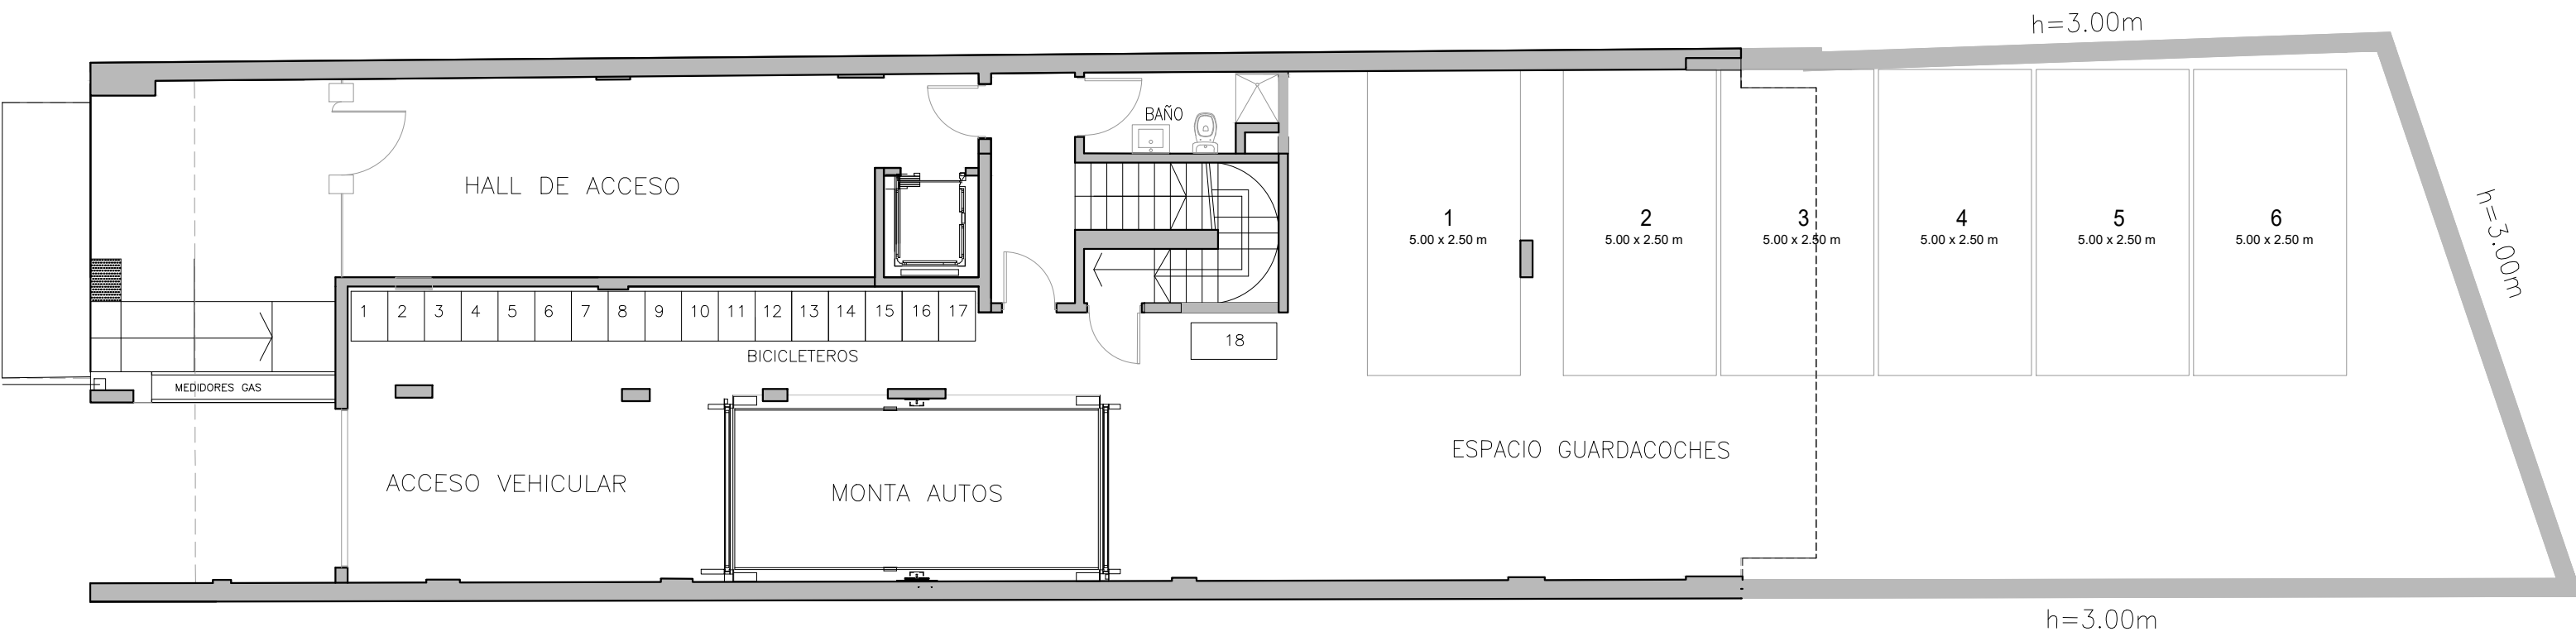 h=3.00m
BAÑO
HALL DE ACCESO
h=3.00m
1
5.00 x 2.50 m
2
5.00 x 2.50 m
3
5.00 x 2.50 m
4
5.00 x 2.50 m
5
5.00 x 2.50 m
6
5.00 x 2.50 m
1 2 3 4 5 6 7 8 9 10 11 12 13 14 15 16 17
18
BICICLETEROS
MEDIDORES GAS
ESPACIO GUARDACOCHES
ACCESO VEHICULAR
MONTA AUTOS
h=3.00m